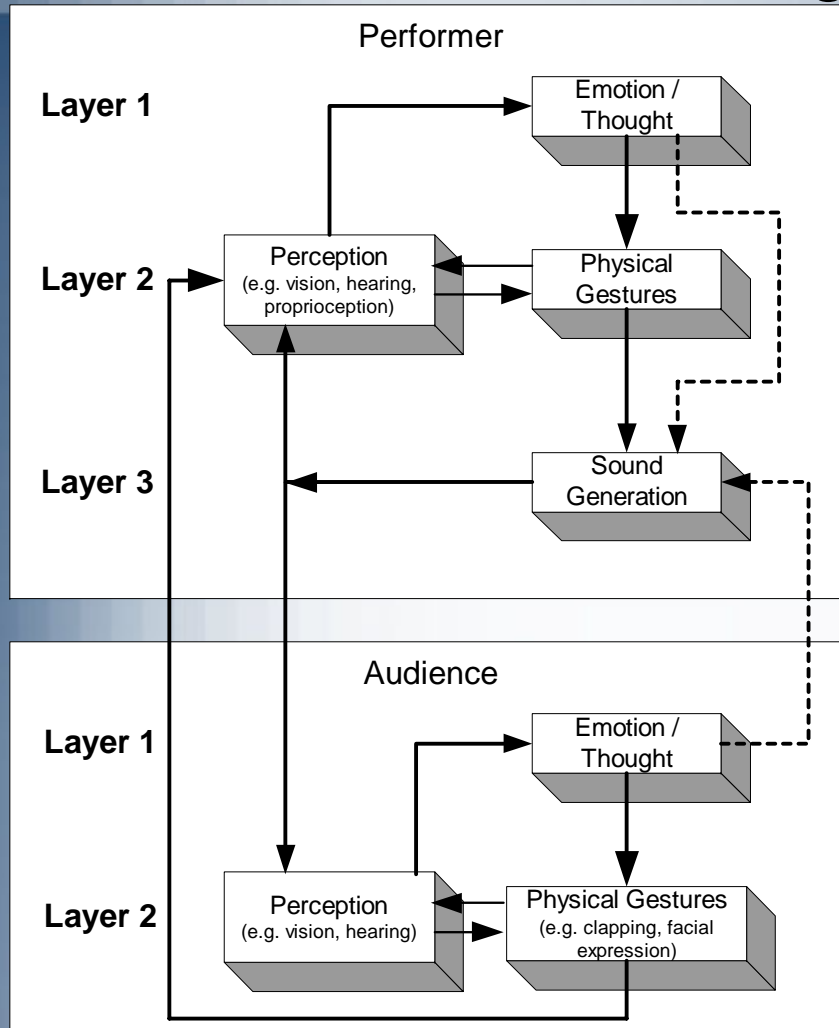 Performer
Layer 1
Emotion /
Thought
Layer 2
Perception
(e.g. vision, hearing,
proprioception)
Physical
Gestures
Layer 3
Sound
Generation
Audience
Layer 1
Emotion /
Thought
Layer 2
Perception
(e.g. vision, hearing)
Physical Gestures
(e.g. clapping, facial
expression)